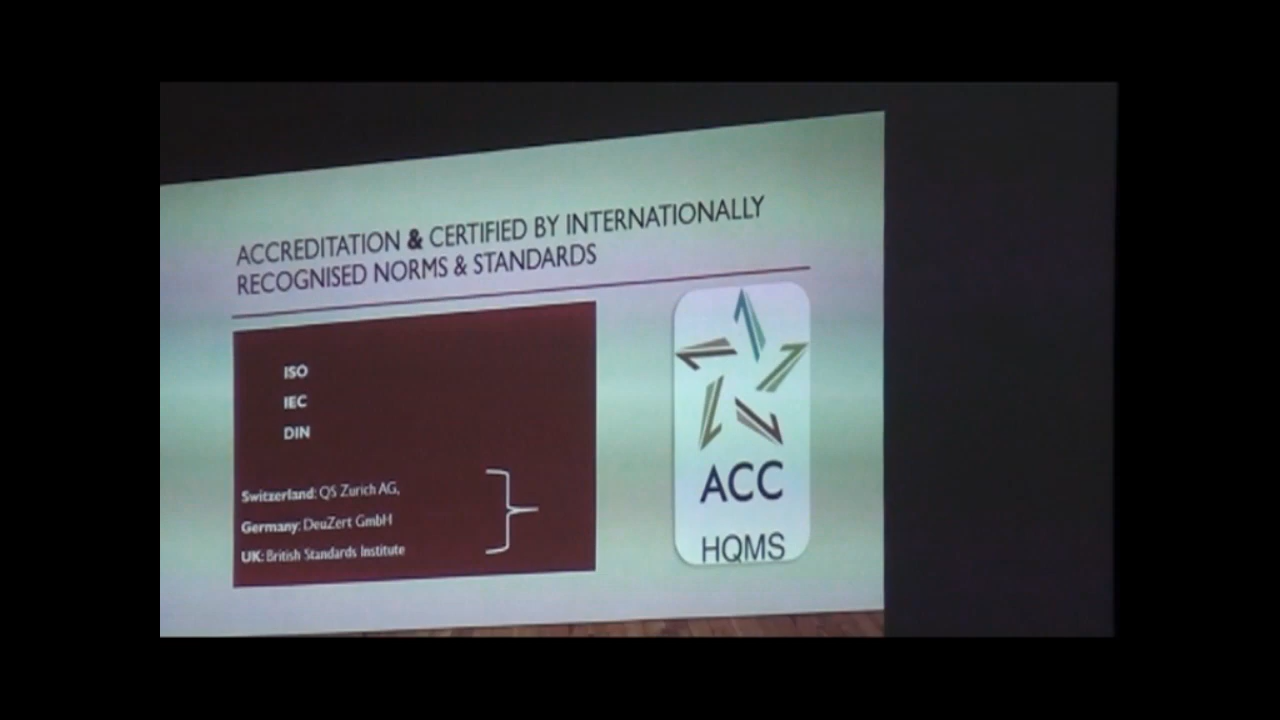 ACCREDITATION & CERTIFIED BY INTERNATIONALLY
RECOGNISED NORMS & STANDARDS
ISO
IEC
DIN
Switzerland: QS Zurich AG,
Germany: DeuZert GmbH
UK: British Standards Institute
ACC
HQMS